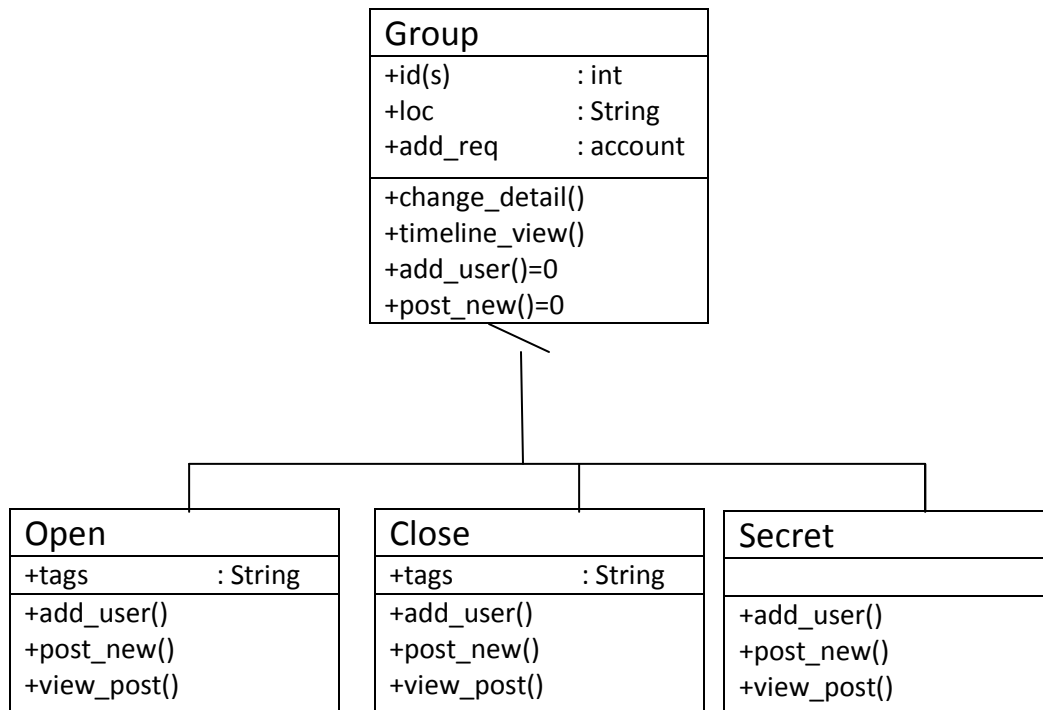 Group
+id(s) : int
+loc : String
+add_req : account
+change_detail()
+timeline_view()
+add_user()=0
+post_new()=0
Open
+tags : String
+add_user()
+post_new()
+view_post()
Close
+tags : String
+add_user()
+post_new()
+view_post()
Secret
+add_user()
+post_new()
+view_post()